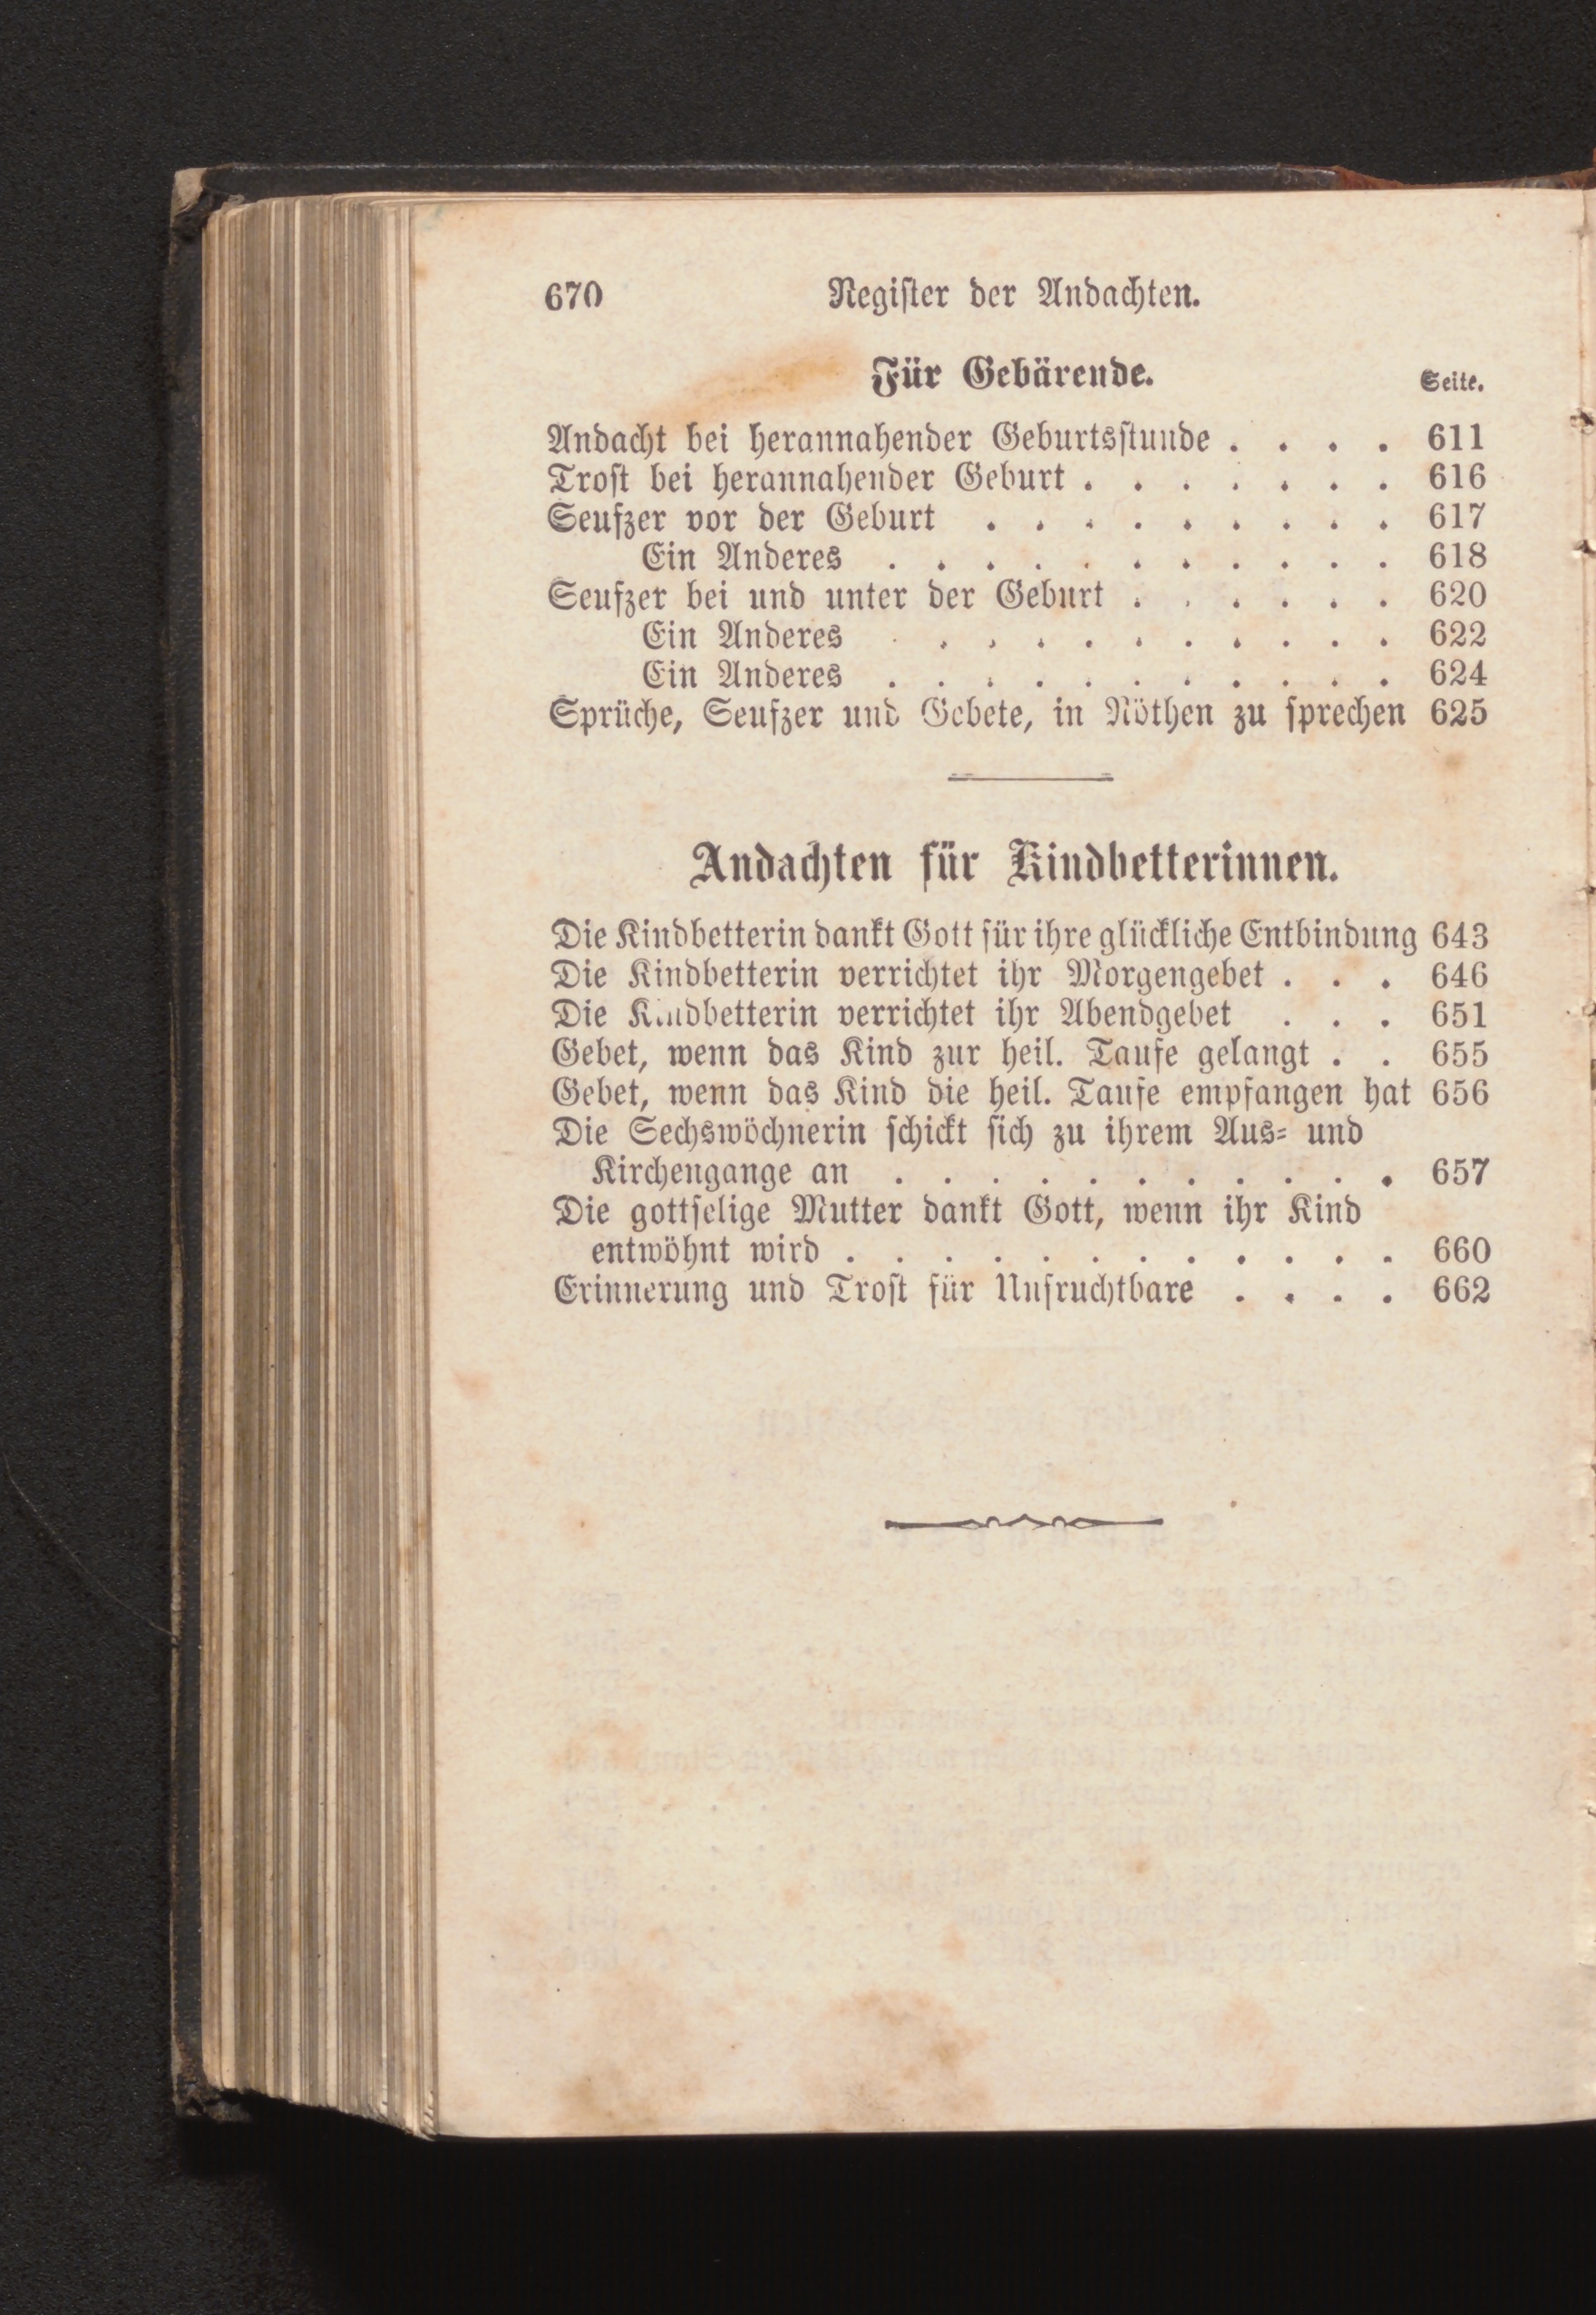 670 Regiſter der Andachten.
Für Gebärende.
Seite.
Andacht bei herannahender Geburtsſtunde . . . . 611
Troſt bei herannahender Geburt . . . . . . . 616
Seufzer vor der Geburt . . . . . . . . . 617
Ein Anderes . . . . . . . . . . . 618
Seufzer bei und unter der Geburt . . . . . . 620
Ein Anderes . . . . . . . . . . . 622
Ein Anderes . . . . . . . . . . . 624
Sprüche, Seufzer und Gebete, in Nöthen zu ſprechen 625
Andachten für Kindbetterinnen.
Die Kindbetterin dankt Gott für ihre glückliche Entbindung 643
Die Kindbetterin verrichtet ihr Morgengebet . . . 646
Die Kindbetterin verrichtet ihr Abendgebet . . . 651
Gebet, wenn das Kind zur heil. Taufe gelangt . . 655
Gebet, wenn das Kind die heil. Taufe empfangen hat 656
Die Sechswöchnerin ſchickt ſich zu ihrem Aus- und
Kirchengange an . . . . . . . . . . . 657
Die gottſelige Mutter dankt Gott, wenn ihr Kind
entwöhnt wird . . . . . . . . . . . . 660
Erinnerung und Troſt für Unfruchtbare . . . . 662